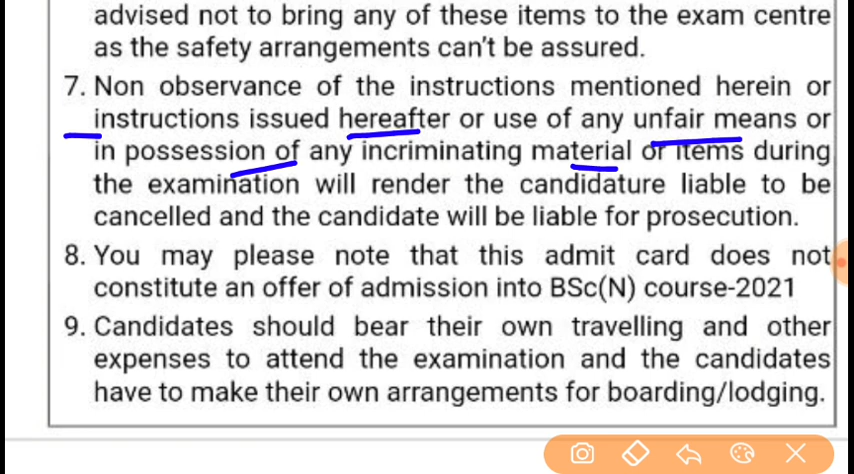 advised not to bring any of these items to the exam centre
as the safety arrangements can't be assured.
7. Non observance of the instructions mentioned herein or
instructions issued hereafter or use of any unfair means or
in possession of any incriminating material or items during
the examination will render the candidature liable to be
cancelled and the candidate will be liable for prosecution.
8. You may please note that this admit card does not
constitute an offer of admission into BSc(N) course-2021
9. Candidates should bear their own travelling and other
expenses to attend the examination and the candidates
have to make their own arrangements for boarding/lodging.